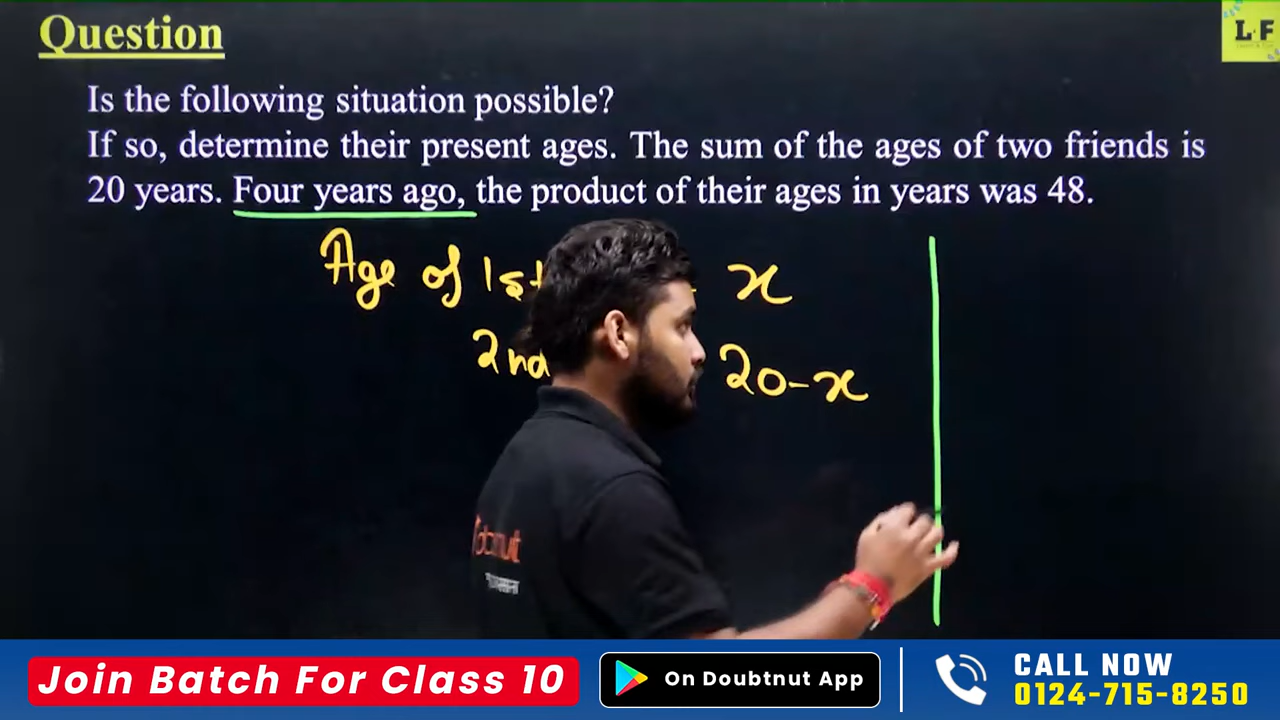 Question
L F
Is the following situation possible?
If so, determine their present ages. The sum of the ages of two friends is
20 years. Four years ago, the product of their ages in years was 48.
Age of 1st x
2nd 20-x
Join Batch For Class 10
On Doubtnut App
CALL NOW
0124-715-8250